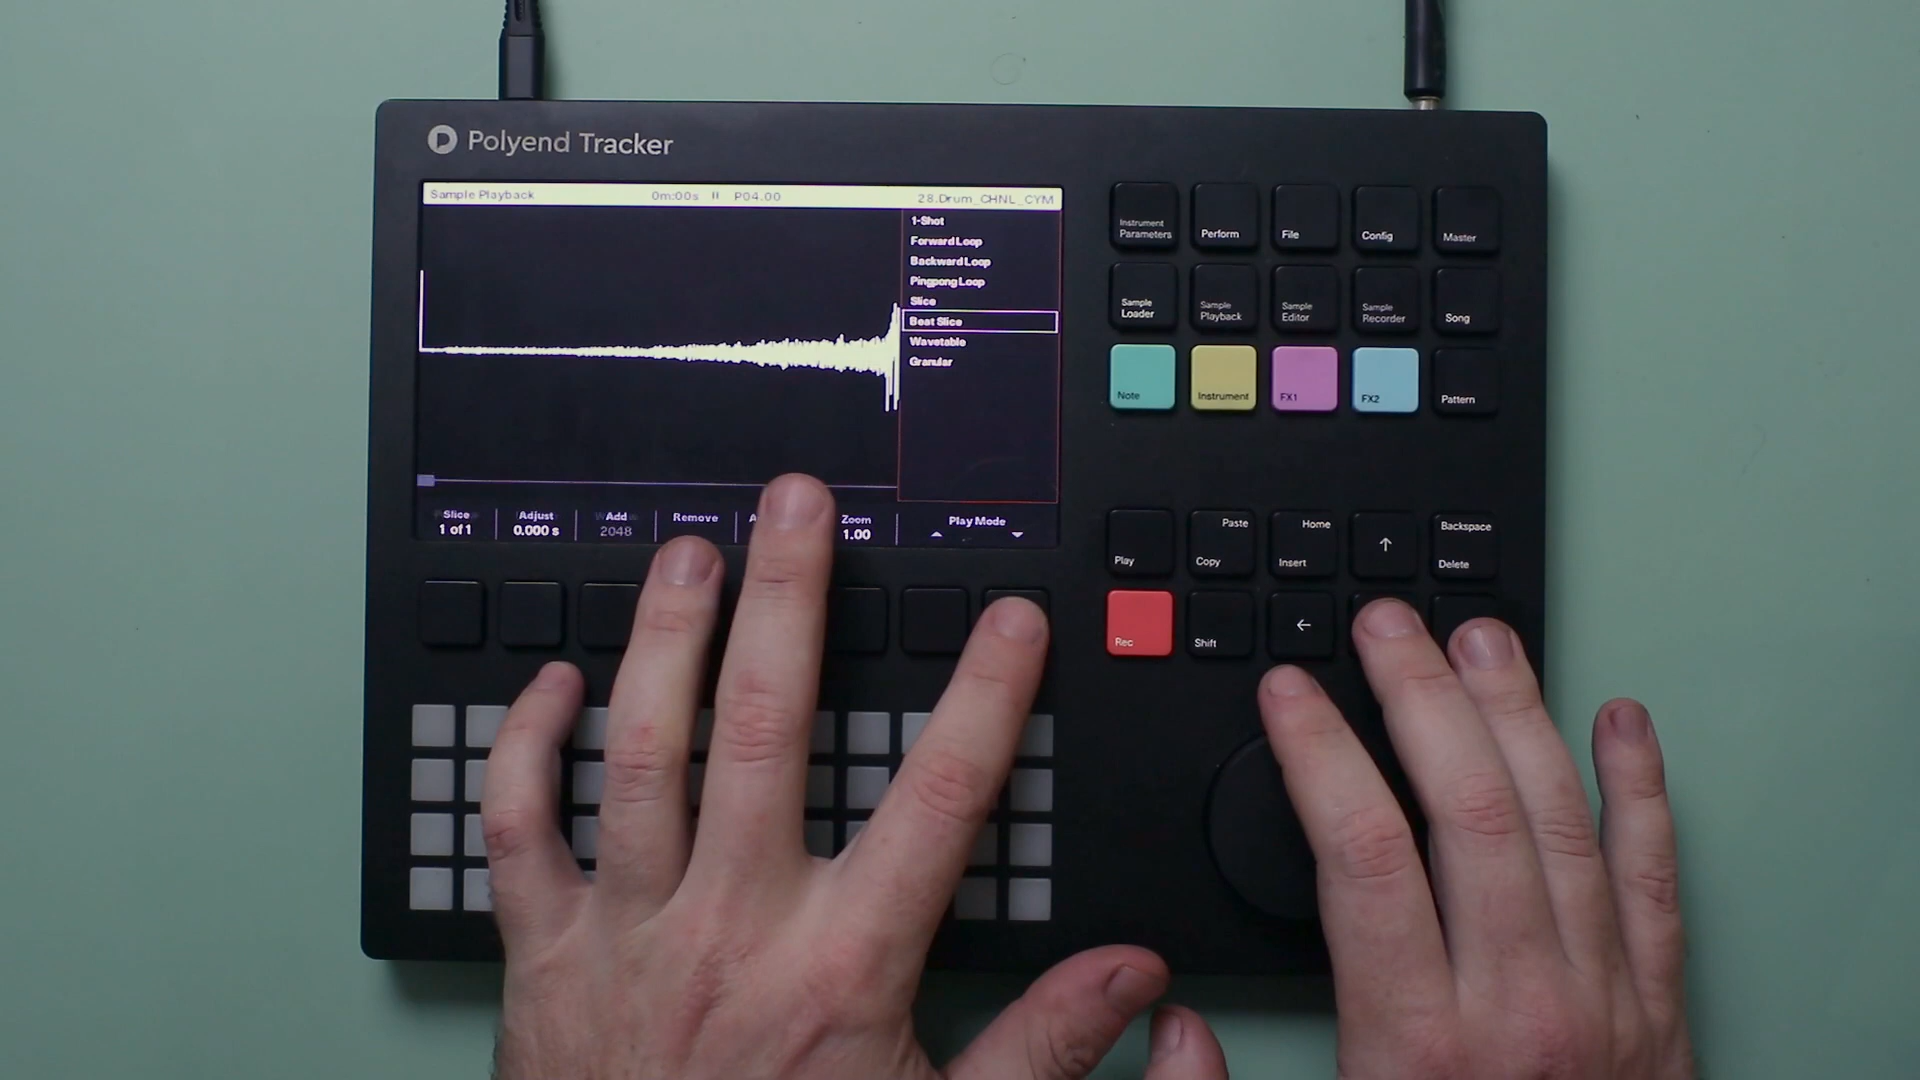 Polyend Tracker
Sample Playback 0m:00s II P04.00 28.Drum_CHNL_CYM
1-Shot
Forward Loop
Backward Loop
Pingpong Loop
Slice
Beat Slice
Wavetable
Granular
Slice
1 of 1
Adjust
0.000 s
Add
2048
Remove
Zoom
1.00
Play Mode
Instrument Parameters
Perform
File
Config
Master
Sample Loader
Sample Playback
Sample Editor
Sample Recorder
Song
Note
Instrument
FX1
FX2
Pattern
Play
Paste
Copy
Home
Insert
Backspace
Delete
Rec
Shift